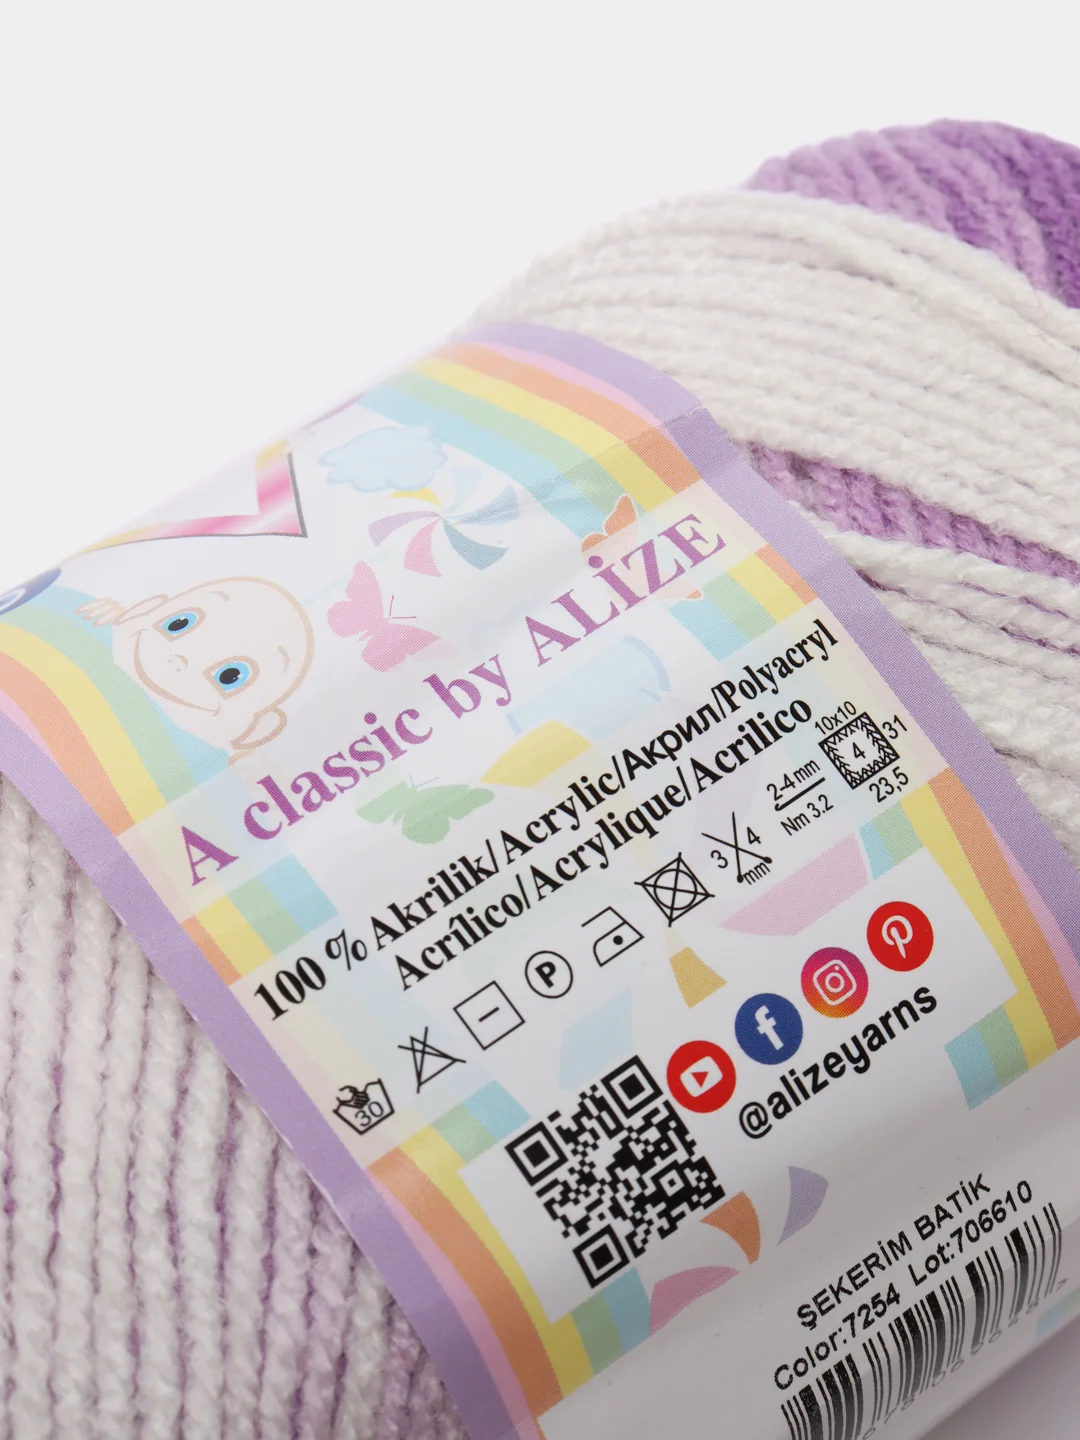 A classic by ALİZE
100 % Akrilik/Acrylic/Акрил/Polyacryl
Acrílico/Acrylique/Acrilico
30
P
3 4
mm
2-4 mm
Nm 3.2
10x10
4
31
23,5
@alizeyarns
ŞEKERİM BATİK
Color:7254 Lot:706610